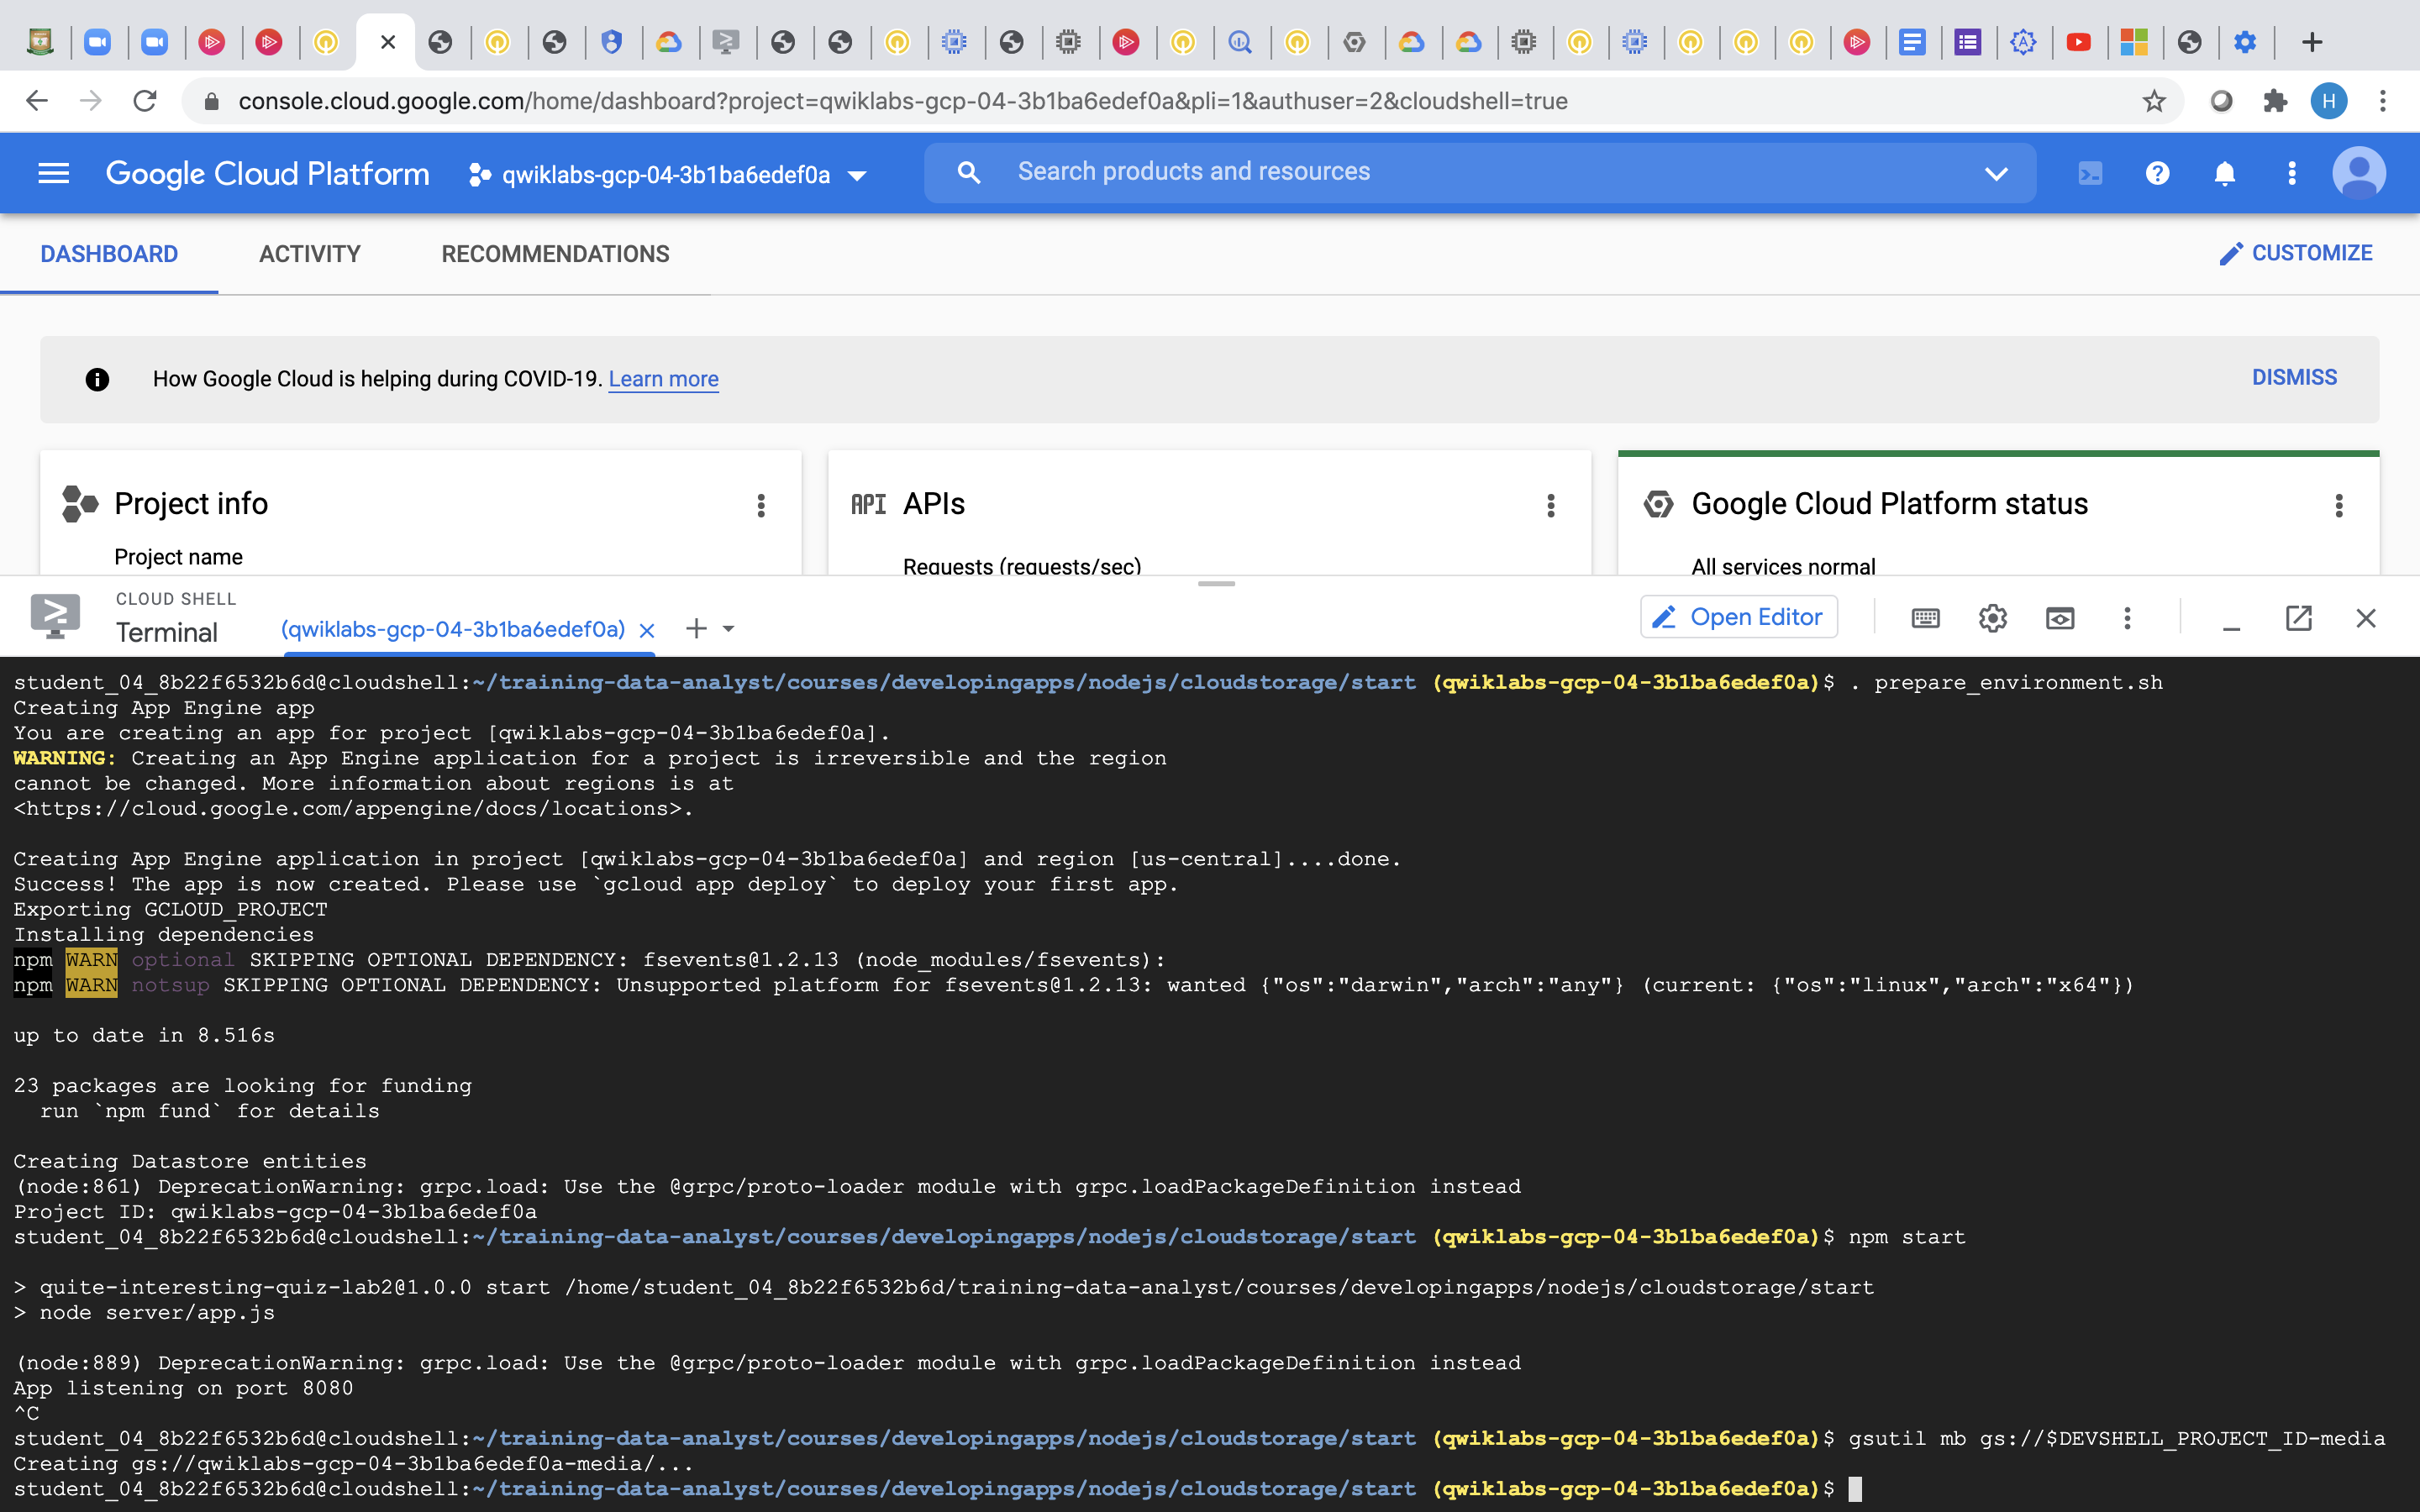 console.cloud.google.com/home/dashboard?project=qwiklabs-gcp-04-3b1ba6edef0a&pli=1&authuser=2&cloudshell=true
H
Google Cloud Platform
qwiklabs-gcp-04-3b1ba6edef0a
Search products and resources
DASHBOARD
ACTIVITY
RECOMMENDATIONS
CUSTOMIZE
How Google Cloud is helping during COVID-19. Learn more
DISMISS
Project info
Project name
API APIs
Requests (requests/sec)
Google Cloud Platform status
All services normal
CLOUD SHELL
Terminal
(qwiklabs-gcp-04-3b1ba6edef0a)
Open Editor
student_04_8b22f6532b6d@cloudshell:~/training-data-analyst/courses/developingapps/nodejs/cloudstorage/start (qwiklabs-gcp-04-3b1ba6edef0a)$ . prepare_environment.sh
Creating App Engine app
You are creating an app for project [qwiklabs-gcp-04-3b1ba6edef0a].
WARNING: Creating an App Engine application for a project is irreversible and the region
cannot be changed. More information about regions is at
<https://cloud.google.com/appengine/docs/locations>.
Creating App Engine application in project [qwiklabs-gcp-04-3b1ba6edef0a] and region [us-central]....done.
Success! The app is now created. Please use `gcloud app deploy` to deploy your first app.
Exporting GCLOUD_PROJECT
Installing dependencies
npm WARN optional SKIPPING OPTIONAL DEPENDENCY: fsevents@1.2.13 (node_modules/fsevents):
npm WARN notsup SKIPPING OPTIONAL DEPENDENCY: Unsupported platform for fsevents@1.2.13: wanted {"os":"darwin","arch":"any"} (current: {"os":"linux","arch":"x64"})
up to date in 8.516s
23 packages are looking for funding
run `npm fund` for details
Creating Datastore entities
(node:861) DeprecationWarning: grpc.load: Use the @grpc/proto-loader module with grpc.loadPackageDefinition instead
Project ID: qwiklabs-gcp-04-3b1ba6edef0a
student_04_8b22f6532b6d@cloudshell:~/training-data-analyst/courses/developingapps/nodejs/cloudstorage/start (qwiklabs-gcp-04-3b1ba6edef0a)$ npm start
> quite-interesting-quiz-lab2@1.0.0 start /home/student_04_8b22f6532b6d/training-data-analyst/courses/developingapps/nodejs/cloudstorage/start
> node server/app.js
(node:889) DeprecationWarning: grpc.load: Use the @grpc/proto-loader module with grpc.loadPackageDefinition instead
App listening on port 8080
^C
student_04_8b22f6532b6d@cloudshell:~/training-data-analyst/courses/developingapps/nodejs/cloudstorage/start (qwiklabs-gcp-04-3b1ba6edef0a)$ gsutil mb gs://$DEVSHELL_PROJECT_ID-media
Creating gs://qwiklabs-gcp-04-3b1ba6edef0a-media/...
student_04_8b22f6532b6d@cloudshell:~/training-data-analyst/courses/developingapps/nodejs/cloudstorage/start (qwiklabs-gcp-04-3b1ba6edef0a)$